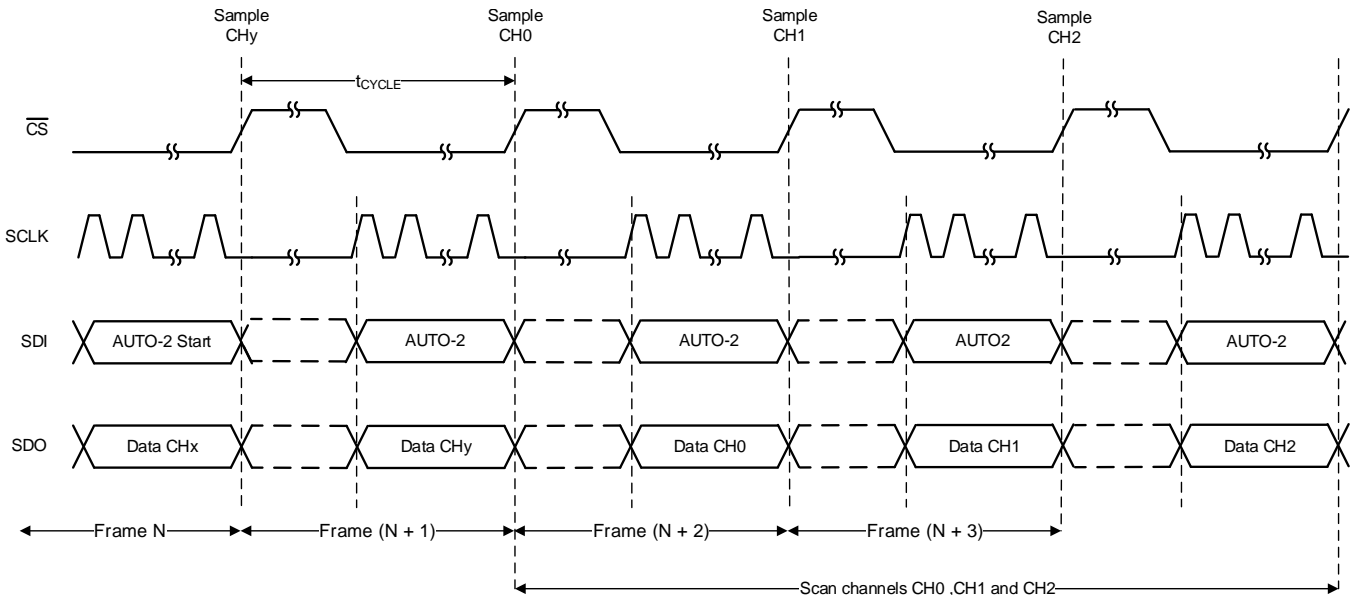 Sample
CHy
Sample
CH0
Sample
CH1
Sample
CH2
tCYCLE
CS
SCLK
SDI
AUTO-2 Start
AUTO-2
AUTO-2
AUTO2
AUTO-2
SDO
Data CHx
Data CHy
Data CH0
Data CH1
Data CH2
Frame N
Frame (N + 1)
Frame (N + 2)
Frame (N + 3)
Scan channels CH0 ,CH1 and CH2